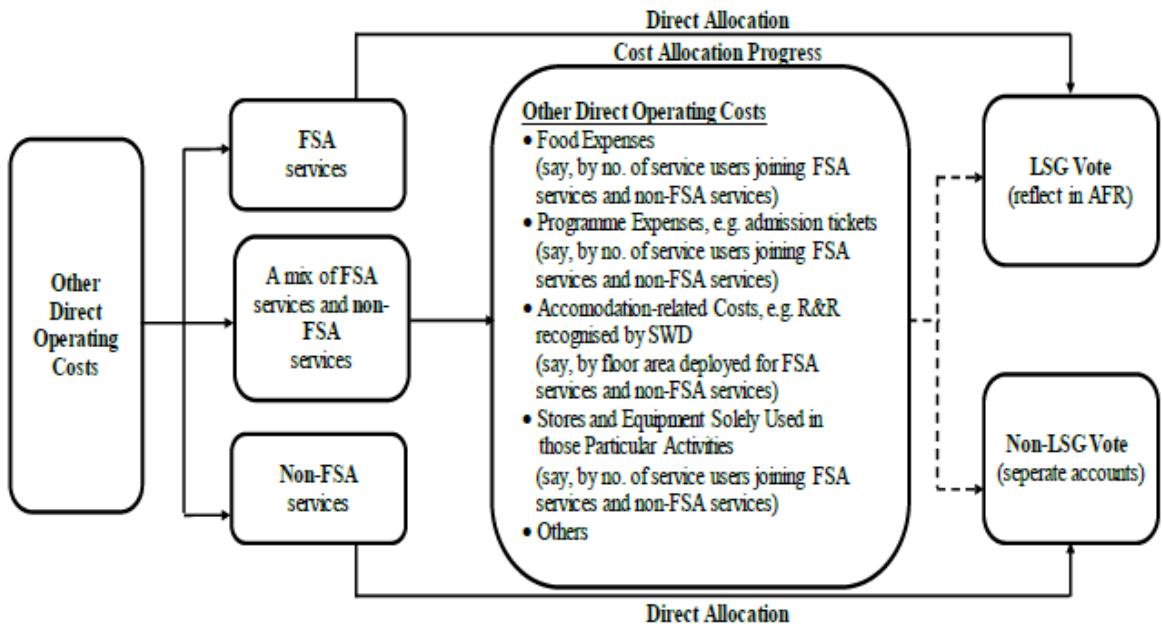 Direct Allocation
Cost Allocation Progress
Other
Direct
Operating
Costs
FSA
services
A mix of FSA
services and non-
FSA
services
Non-FSA
services
Other Direct Operating Costs
• Food Expenses
(say, by no. of service users joining FSA
services and non-FSA services)
• Programme Expenses, e.g. admission tickets
(say, by no. of service users joining FSA
services and non-FSA services)
• Accomodation-related Costs, e.g. R&R
recognised by SWD
(say, by floor area deployed for FSA
services and non-FSA services)
• Stores and Equipment Solely Used in
those Particular Activities
(say, by no. of service users joining FSA
services and non-FSA services)
• Others
LSG Vote
(reflect in AFR)
Non-LSG Vote
(seperate accounts)
Direct Allocation